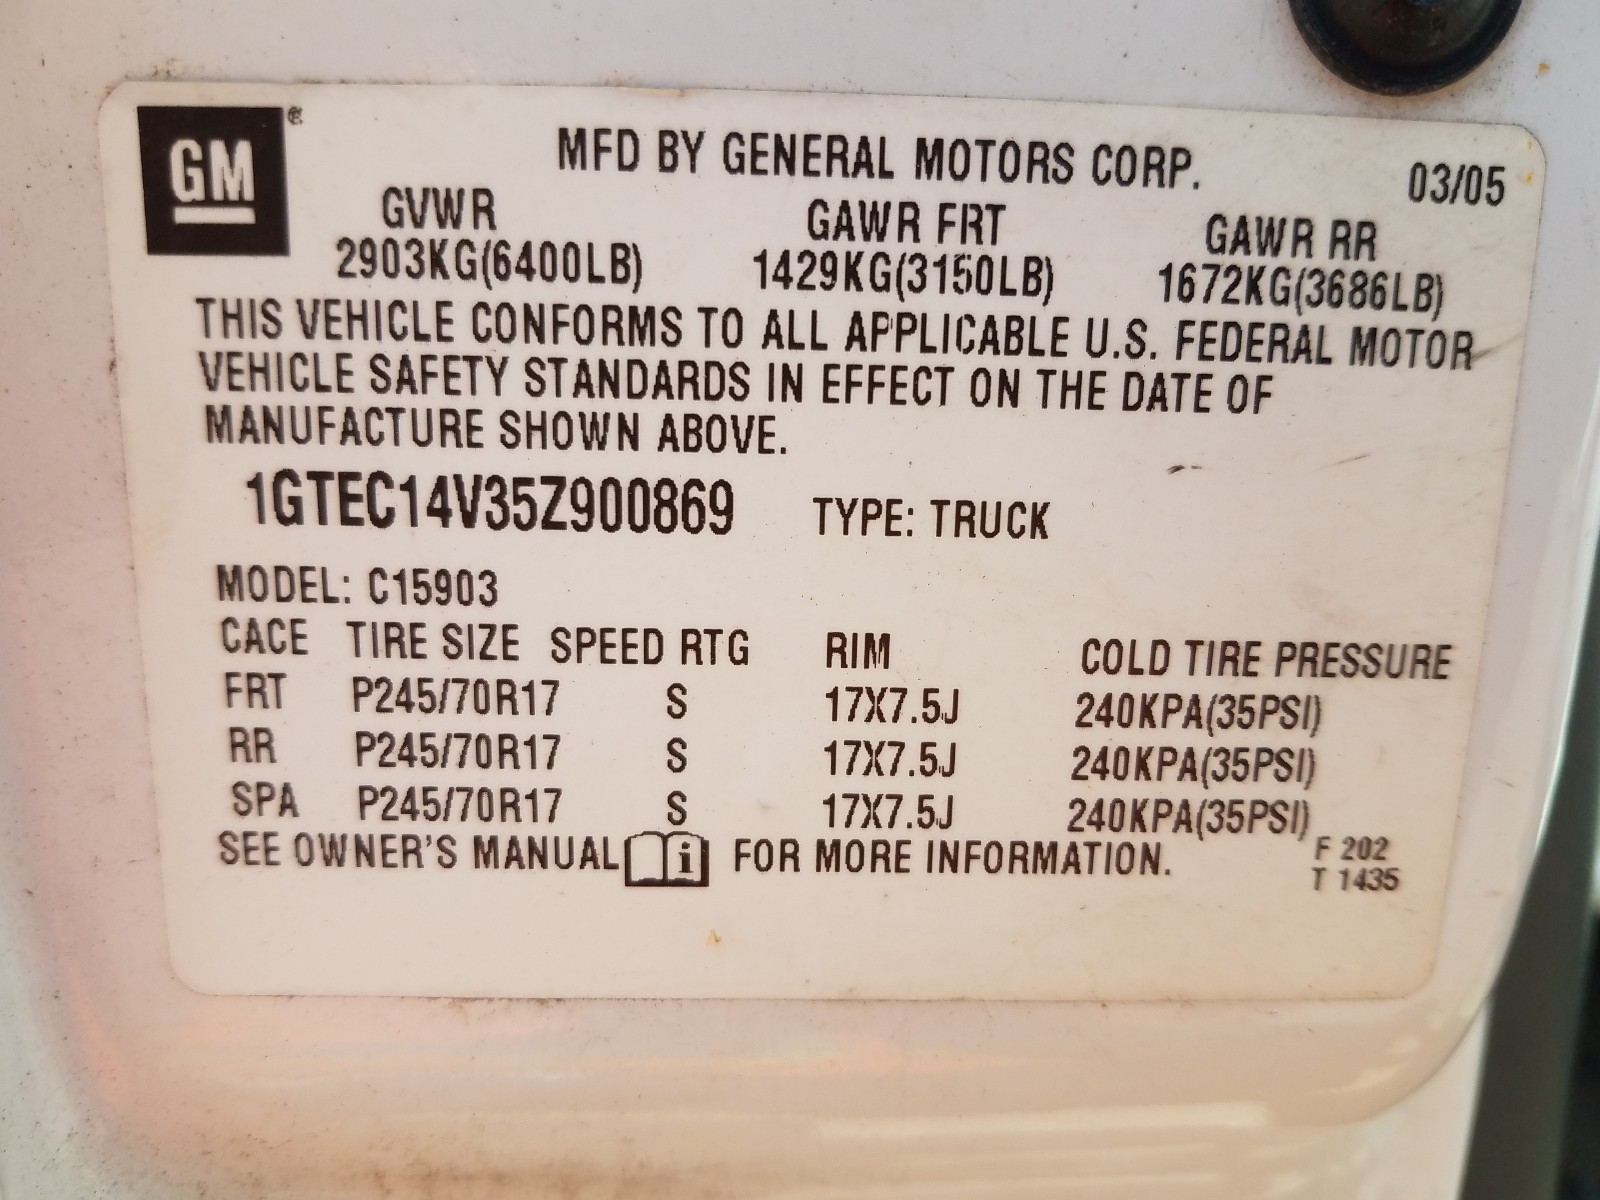 GM®
MFD BY GENERAL MOTORS CORP.
03/05
GVWR GAWR FRT GAWR RR
2903KG(6400LB) 1429KG(3150LB) 1672KG(3686LB)
THIS VEHICLE CONFORMS TO ALL APPLICABLE U.S. FEDERAL MOTOR
VEHICLE SAFETY STANDARDS IN EFFECT ON THE DATE OF
MANUFACTURE SHOWN ABOVE.
1GTEC14V35Z900869 TYPE: TRUCK
MODEL: C15903
CACE TIRE SIZE SPEED RTG RIM COLD TIRE PRESSURE
FRT P245/70R17 S 17X7.5J 240KPA(35PSI)
RR P245/70R17 S 17X7.5J 240KPA(35PSI)
SPA P245/70R17 S 17X7.5J 240KPA(35PSI)
SEE OWNER'S MANUAL i FOR MORE INFORMATION.
F 202
T 1435